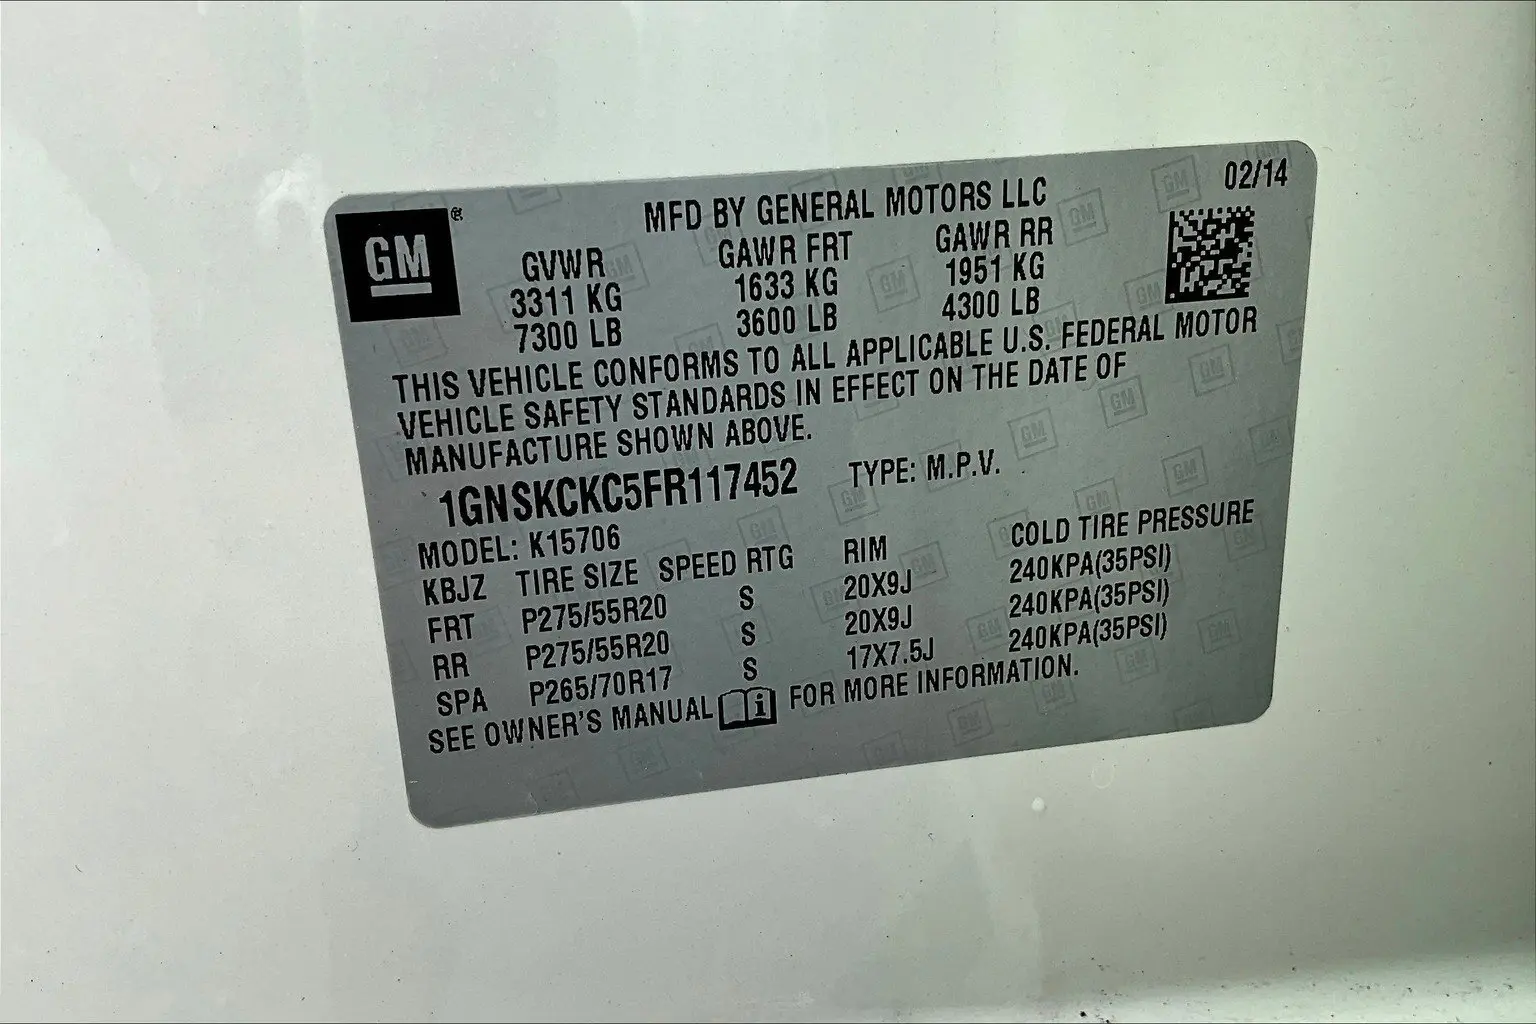 GM®
02/14
MFD BY GENERAL MOTORS LLC
GVWR GAWR FRT GAWR RR
3311 KG 1633 KG 1951 KG
7300 LB 3600 LB 4300 LB
THIS VEHICLE CONFORMS TO ALL APPLICABLE U.S. FEDERAL MOTOR
VEHICLE SAFETY STANDARDS IN EFFECT ON THE DATE OF
MANUFACTURE SHOWN ABOVE.
1GNSKCKC5FR117452 TYPE: M.P.V.
MODEL: K15706
KBJZ TIRE SIZE SPEED RTG RIM COLD TIRE PRESSURE
FRT P275/55R20 S 20X9J 240KPA(35PSI)
RR P275/55R20 S 20X9J 240KPA(35PSI)
SPA P265/70R17 S 17X7.5J 240KPA(35PSI)
SEE OWNER'S MANUAL i FOR MORE INFORMATION.